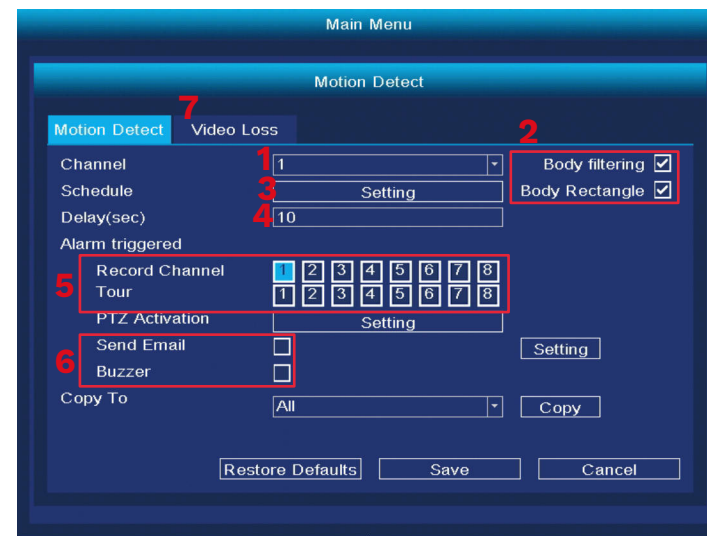 Main Menu
Motion Detect
7
Motion Detect Video Loss
2
Channel 1 1 Body filtering
Schedule 3 Setting Body Rectangle
Delay(sec) 4 10
Alarm triggered
5
Record Channel 1 2 3 4 5 6 7 8
Tour 1 2 3 4 5 6 7 8
PTZ Activation Setting
6
Send Email Setting
Buzzer
Copy To All Copy
Restore Defaults Save Cancel